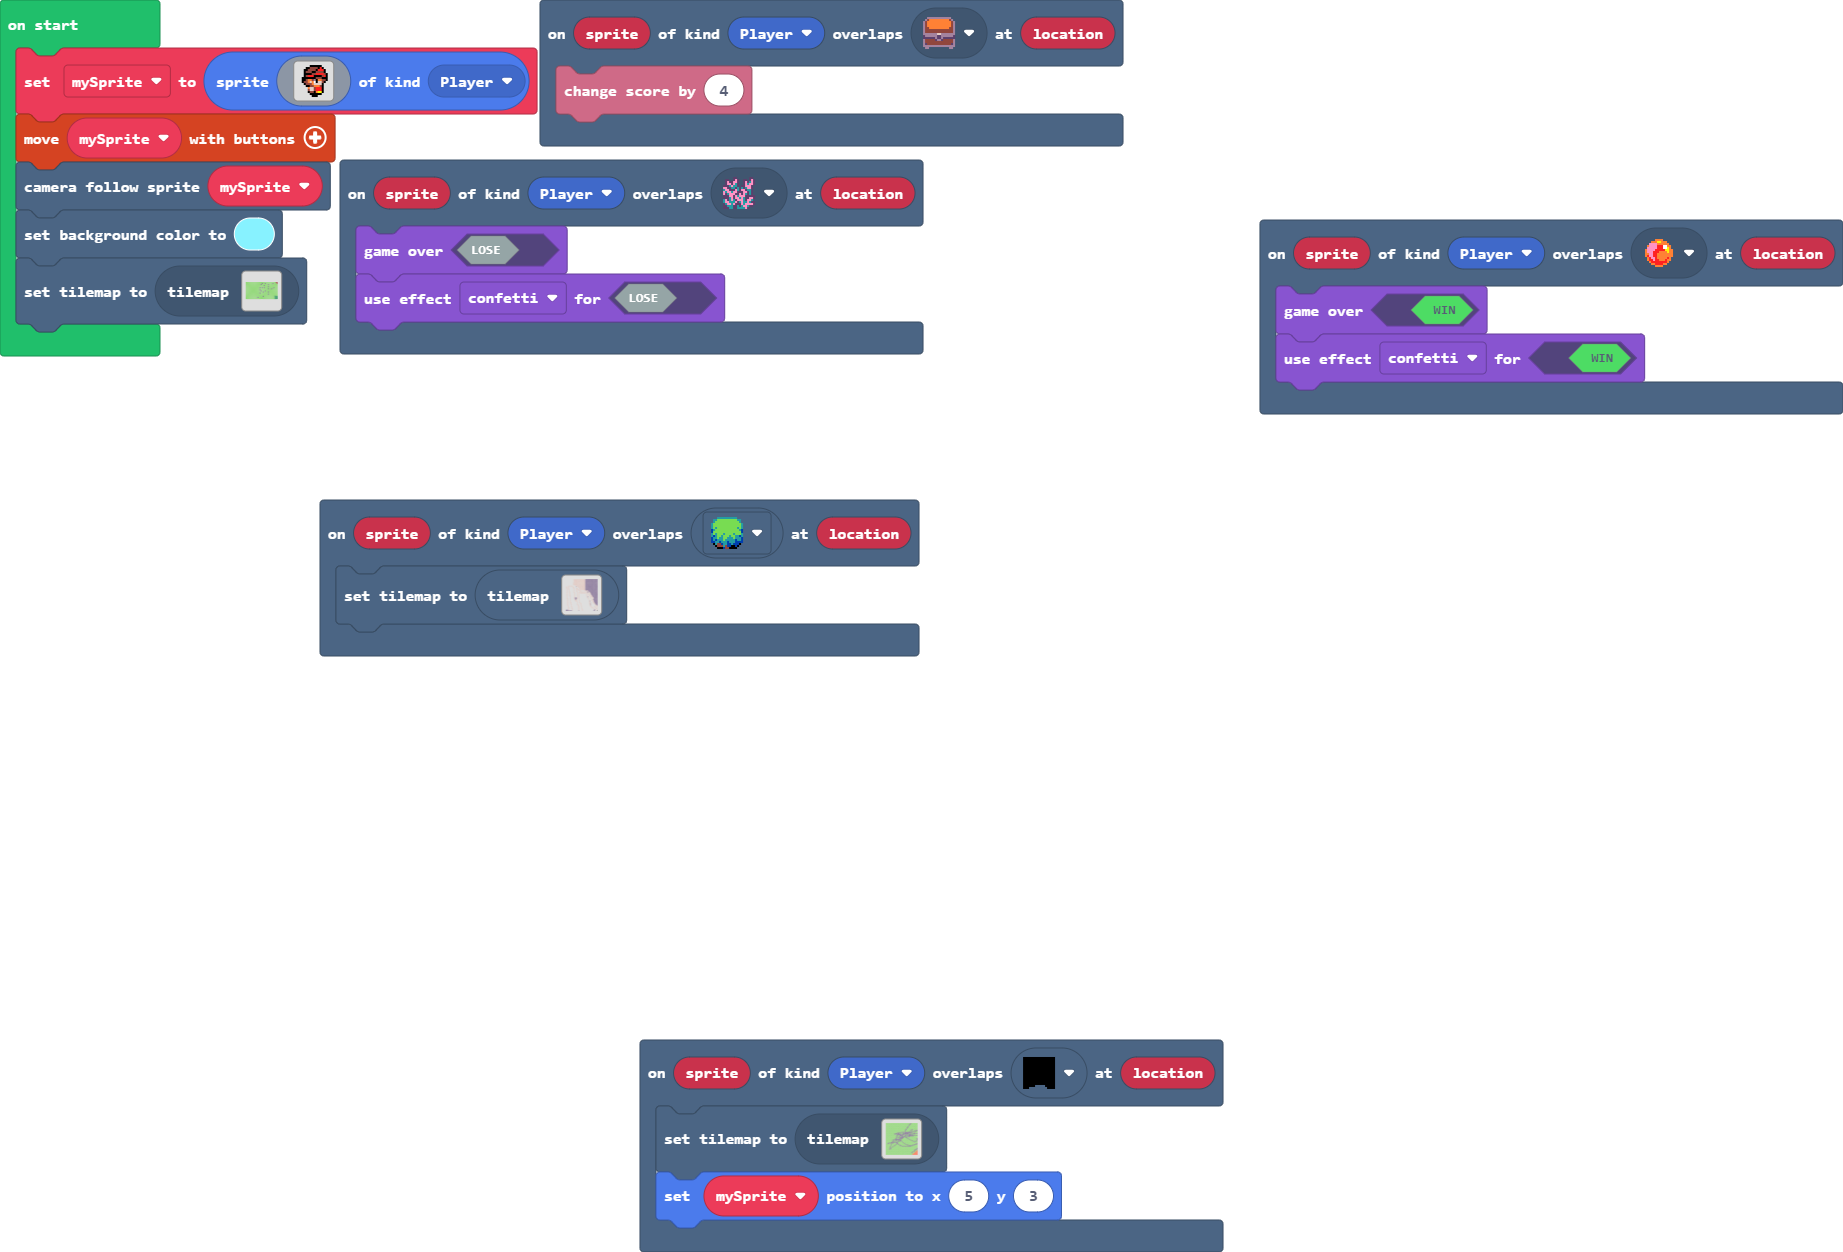 on start
set mySprite to sprite of kind Player
move mySprite with buttons
camera follow sprite mySprite
set background color to
set tilemap to tilemap
on sprite of kind Player overlaps at location
change score by 4
on sprite of kind Player overlaps at location
game over LOSE
use effect confetti for LOSE
on sprite of kind Player overlaps at location
game over WIN
use effect confetti for WIN
on sprite of kind Player overlaps at location
set tilemap to tilemap
on sprite of kind Player overlaps at location
set tilemap to tilemap
set mySprite position to x 5 y 3